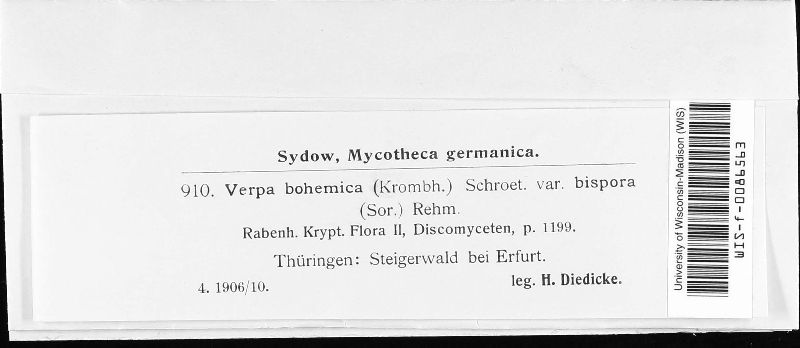 Sydow, Mycotheca germanica.
910. Verpa bohemica (Krombh.) Schroet. var. bispora
(Sor.) Rehm.
Rabenh. Krypt. Flora II, Discomyceten, p. 1199.
Thüringen: Steigerwald bei Erfurt.
4. 1906/10.
leg. H. Diedicke.
University of Wisconsin-Madison (WIS)
WIS-f-0087593